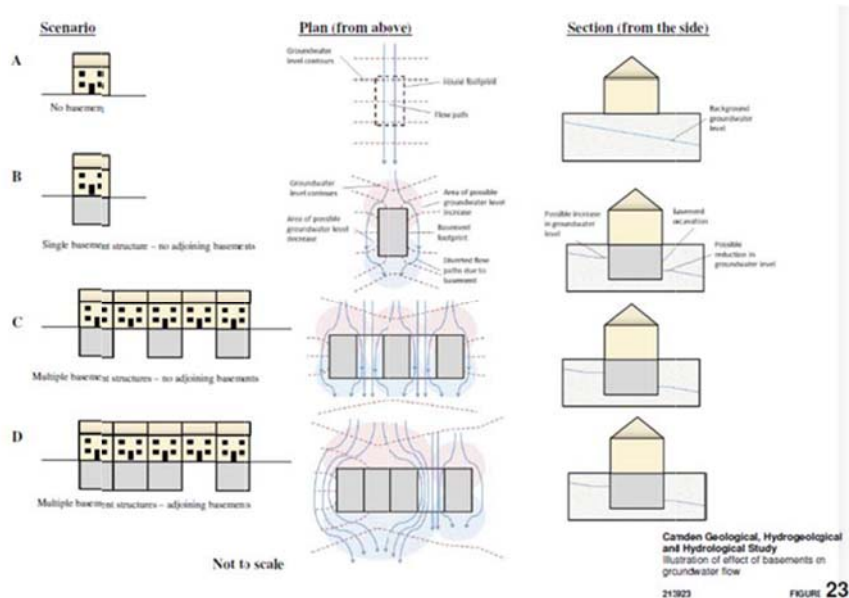 Scenario
Plan (from above)
Section (from the side)
A
No basement
Groundwater
level contours
House footprint
Flow path
Background
groundwater
level
B
Single basement structure – no adjoining basements
Groundwater
level contours
Area of possible
groundwater level
increase
Area of possible
groundwater level
decrease
Basement
footprint
Diverted flow
paths due to
basement
Possible increase
in groundwater
level
Basement
excavation
Possible
reduction in
groundwater level
C
Multiple basement structures – no adjoining basements
D
Multiple basement structures – adjoining basements
Not to scale
Camden Geological, Hydrogeological
and Hydrological Study
Illustration of effect of basements on
groundwater flow
213923
FIGURE 23